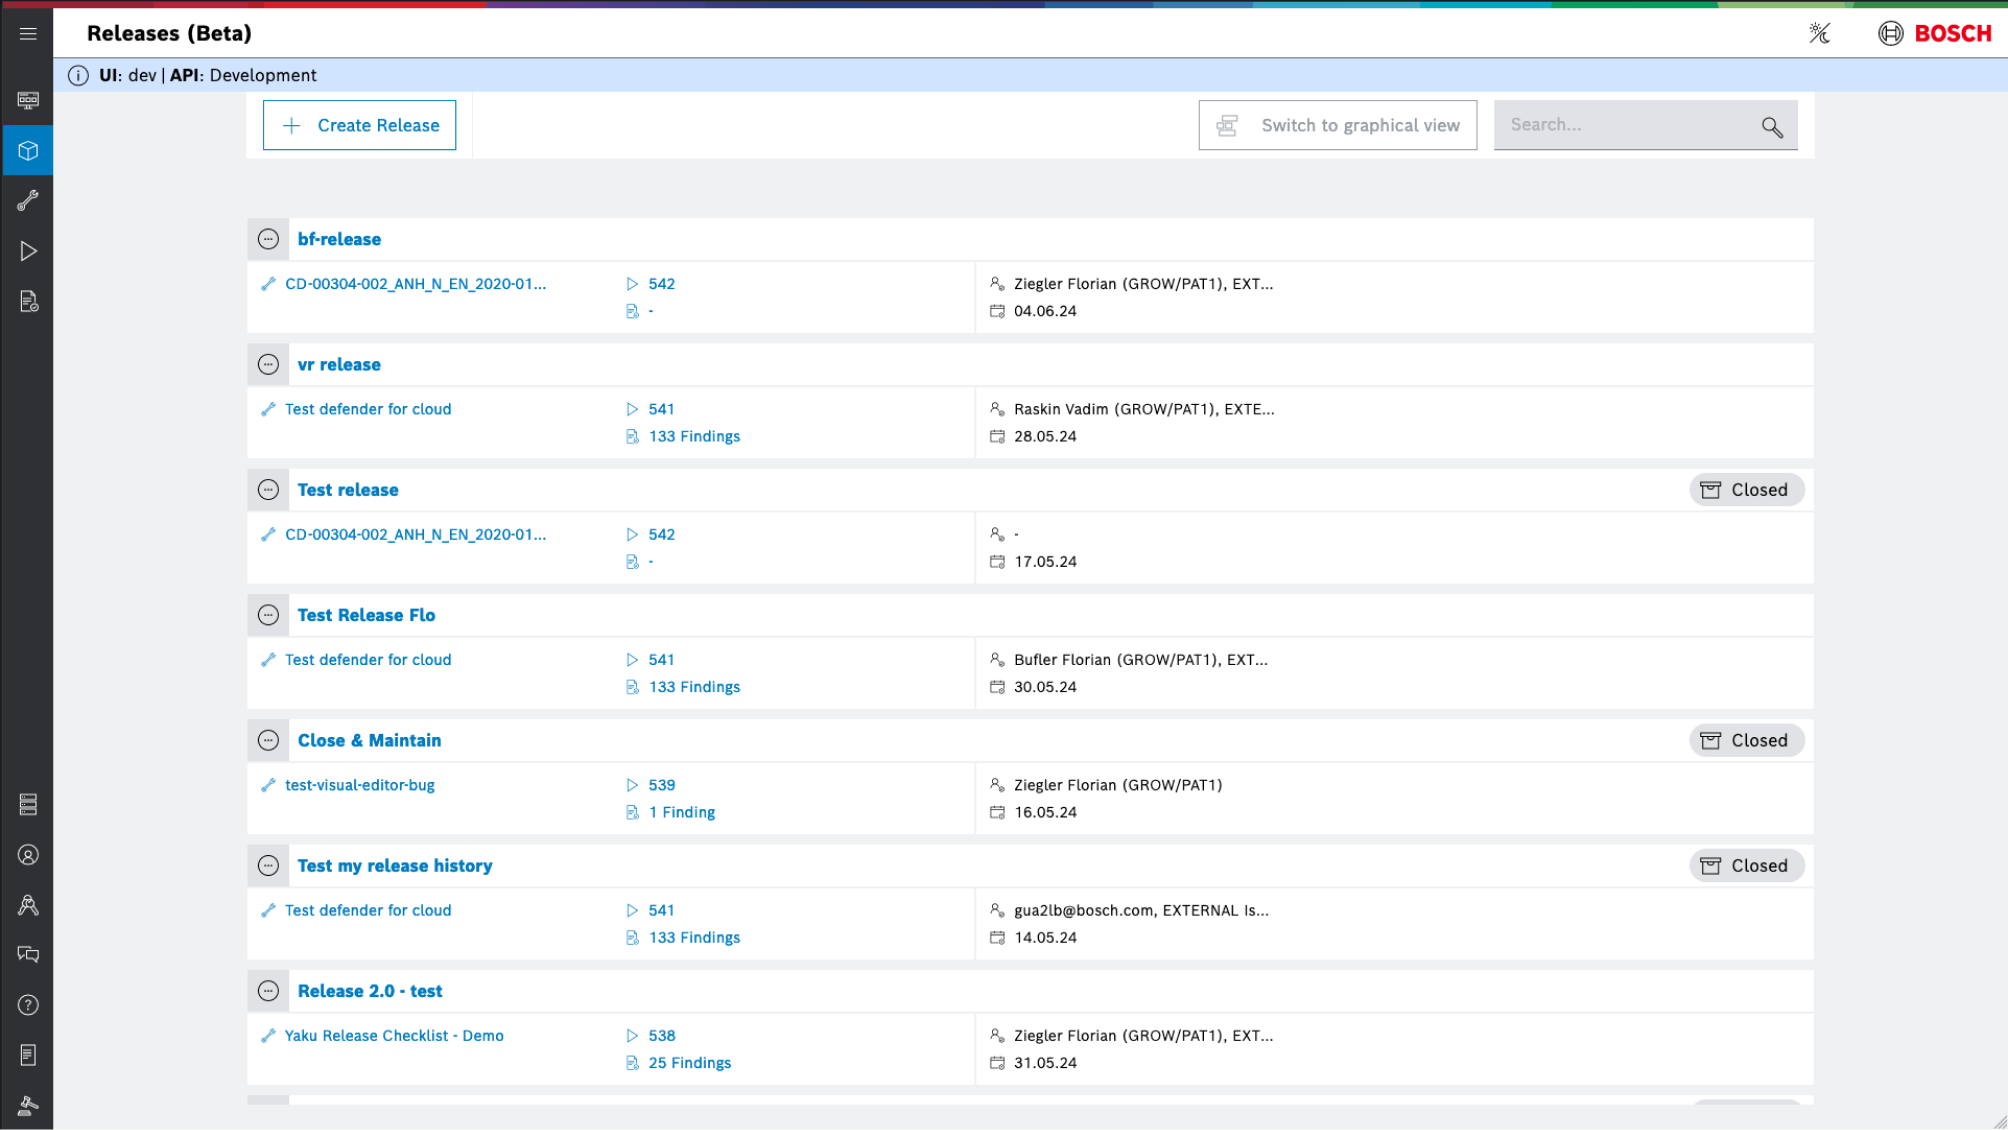 Releases (Beta)
BOSCH
UI: dev | API: Development
Create Release
Switch to graphical view
Search...
bf-release
CD-00304-002_ANH_N_EN_2020-01...
542
Ziegler Florian (GROW/PAT1), EXT...
-
04.06.24
vr release
Test defender for cloud
541
Raskin Vadim (GROW/PAT1), EXTE...
133 Findings
28.05.24
Test release
Closed
CD-00304-002_ANH_N_EN_2020-01...
542
-
-
17.05.24
Test Release Flo
Test defender for cloud
541
Bufler Florian (GROW/PAT1), EXT...
133 Findings
30.05.24
Close & Maintain
Closed
test-visual-editor-bug
539
Ziegler Florian (GROW/PAT1)
1 Finding
16.05.24
Test my release history
Closed
Test defender for cloud
541
gua2lb@bosch.com, EXTERNAL Is...
133 Findings
14.05.24
Release 2.0 - test
Yaku Release Checklist - Demo
538
Ziegler Florian (GROW/PAT1), EXT...
25 Findings
31.05.24